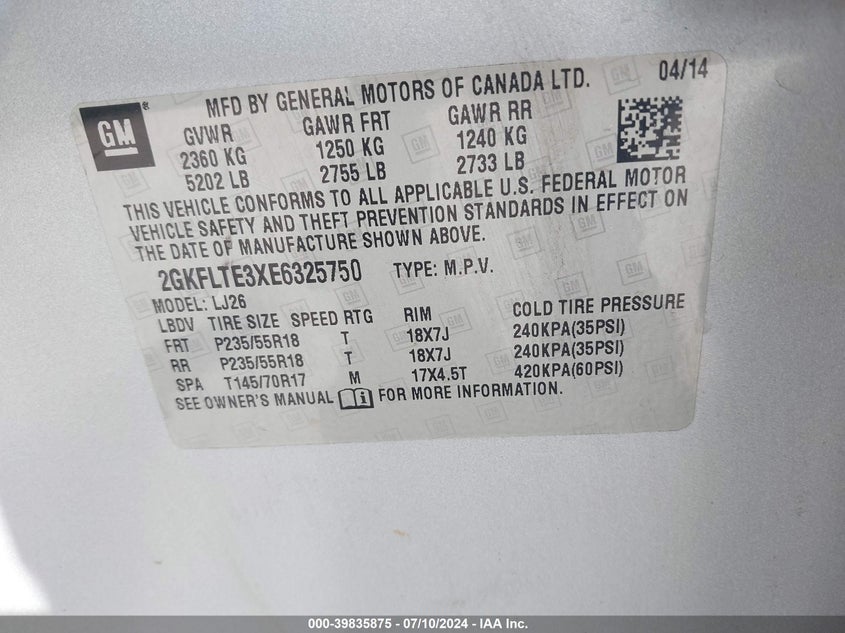 GM ®
MFD BY GENERAL MOTORS OF CANADA LTD. 04/14
GVWR GAWR FRT GAWR RR
2360 KG 1250 KG 1240 KG
5202 LB 2755 LB 2733 LB
THIS VEHICLE CONFORMS TO ALL APPLICABLE U.S. FEDERAL MOTOR
VEHICLE SAFETY AND THEFT PREVENTION STANDARDS IN EFFECT ON
THE DATE OF MANUFACTURE SHOWN ABOVE.
2GKFLTE3XE6325750 TYPE: M.P.V.
MODEL: LJ26
LBDV TIRE SIZE SPEED RTG RIM COLD TIRE PRESSURE
FRT P235/55R18 T 18X7J 240KPA(35PSI)
RR P235/55R18 T 18X7J 240KPA(35PSI)
SPA T145/70R17 M 17X4.5T 420KPA(60PSI)
SEE OWNER'S MANUAL i FOR MORE INFORMATION.
000-39835875 / 07/10/2024 - IAA Inc.